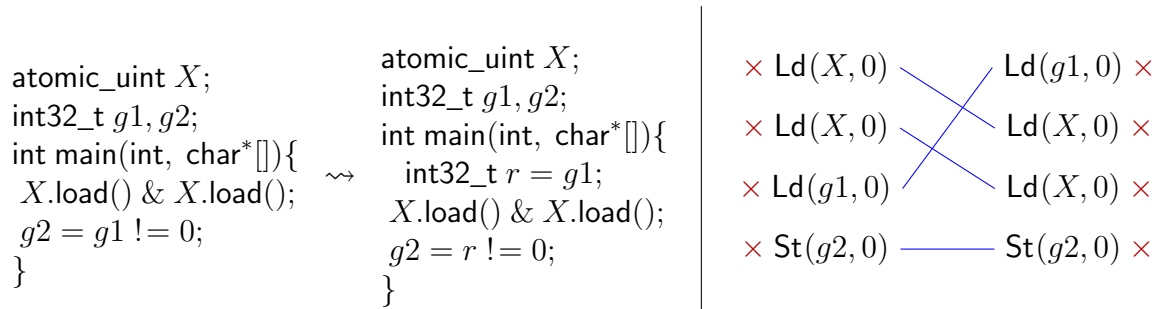 atomic_uint X;
int32_t g1, g2;
int main(int, char*[]){
X.load() & X.load();
g2 = g1 != 0;
}
⇝
atomic_uint X;
int32_t g1, g2;
int main(int, char*[]){
int32_t r = g1;
X.load() & X.load();
g2 = r != 0;
}
× Ld(X, 0) Ld(g1, 0) ×
× Ld(X, 0) Ld(X, 0) ×
× Ld(g1, 0) Ld(X, 0) ×
× St(g2, 0) St(g2, 0) ×